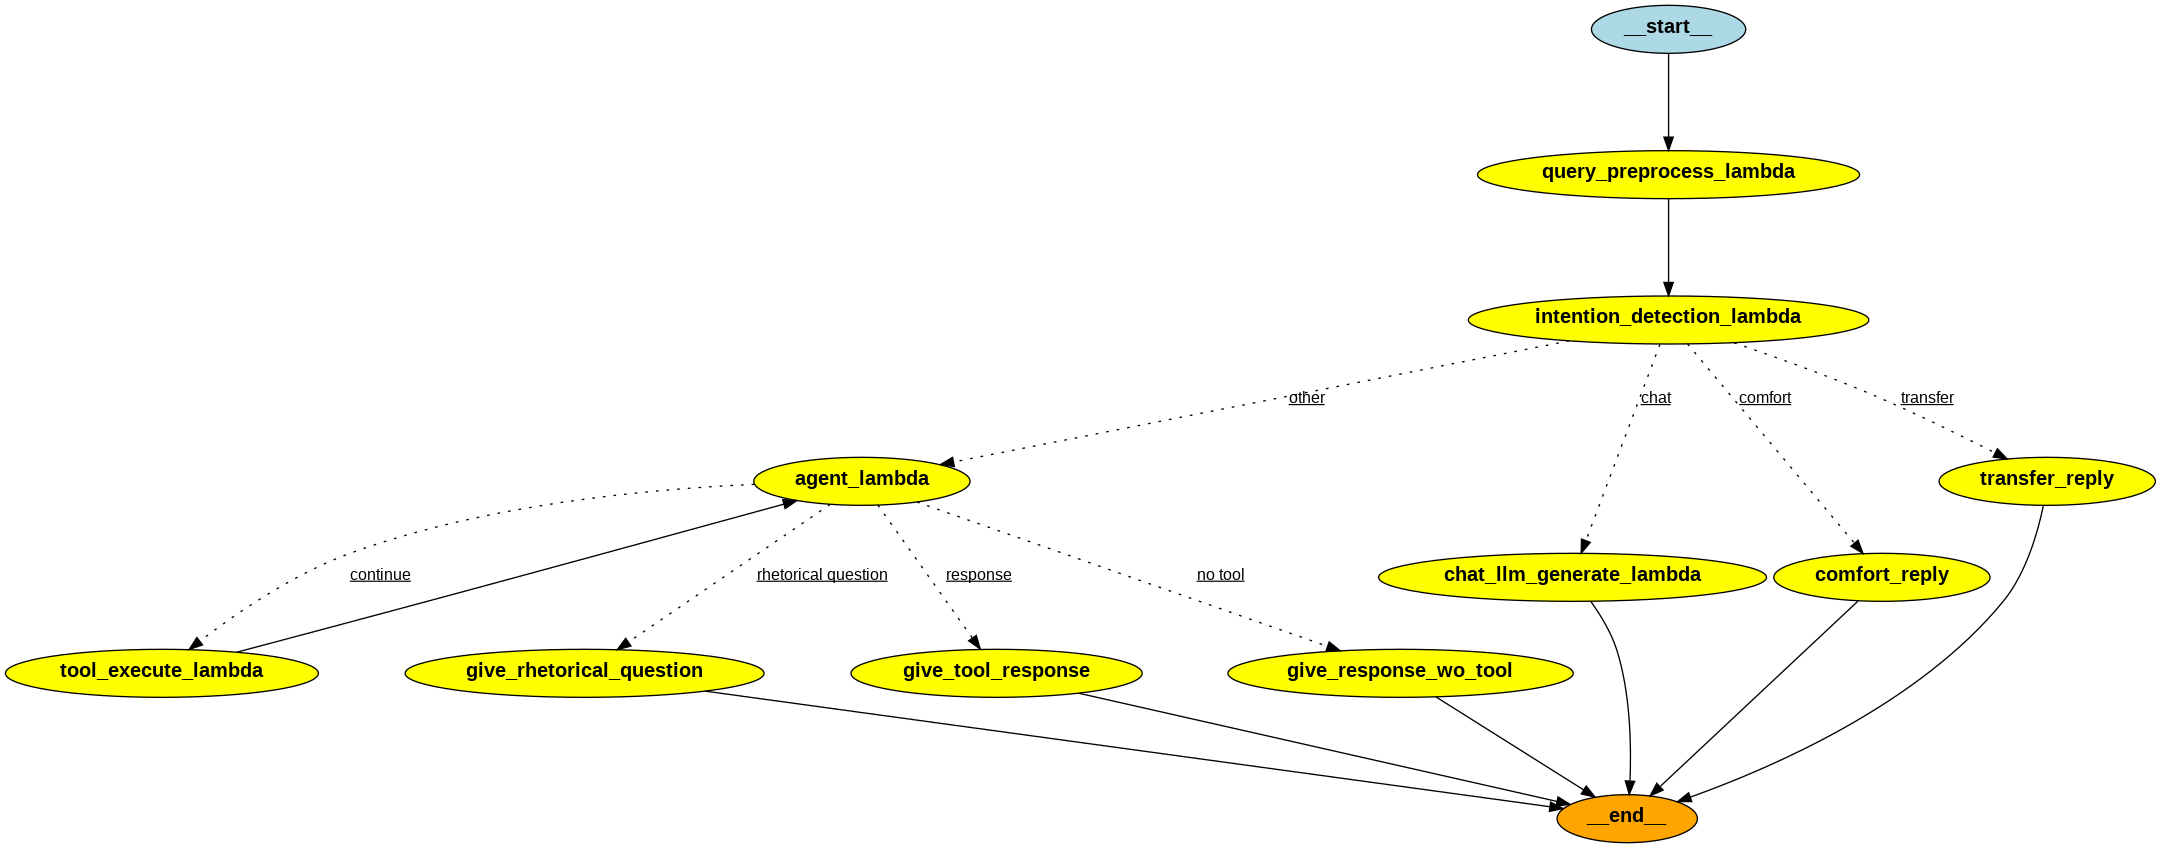 __start__
query_preprocess_lambda
intention_detection_lambda
other
chat
comfort
transfer
agent_lambda
transfer_reply
continue
rhetorical question
response
no tool
chat_llm_generate_lambda
comfort_reply
tool_execute_lambda
give_rhetorical_question
give_tool_response
give_response_wo_tool
__end__